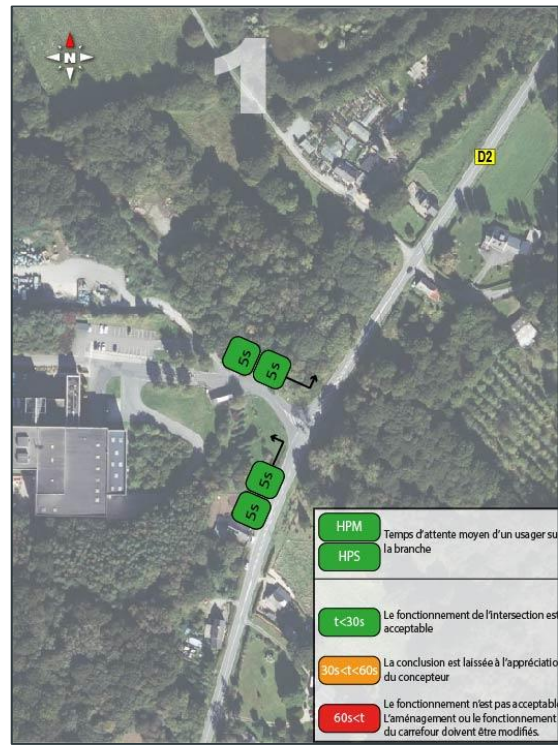 1
N
D2
5s
5s
5s
5s
HPM
HPS
Temps d'attente moyen d'un usager su
la branche
t<30s
Le fonctionnement de l'intersection est
acceptable
30s<t<60s
La conclusion est laissée à l'appréciation
du concepteur
60s<t
Le fonctionnement n'est pas acceptable
L'aménagement ou le fonctionnement
du carrefour doivent être modifiés.